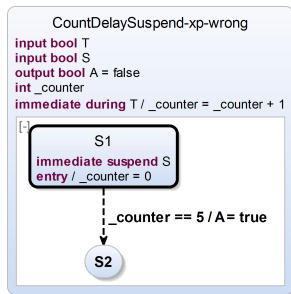 CountDelaySuspend-xp-wrong
input bool T
input bool S
output bool A = false
int _counter
immediate during T / _counter = _counter + 1
[-]
S1
immediate suspend S
entry / _counter = 0
_counter == 5 / A = true
S2